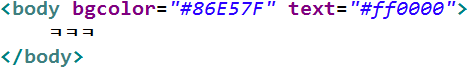 <body bgcolor="#86E57F" text="#ff0000">
ㅋㅋㅋ
</body>